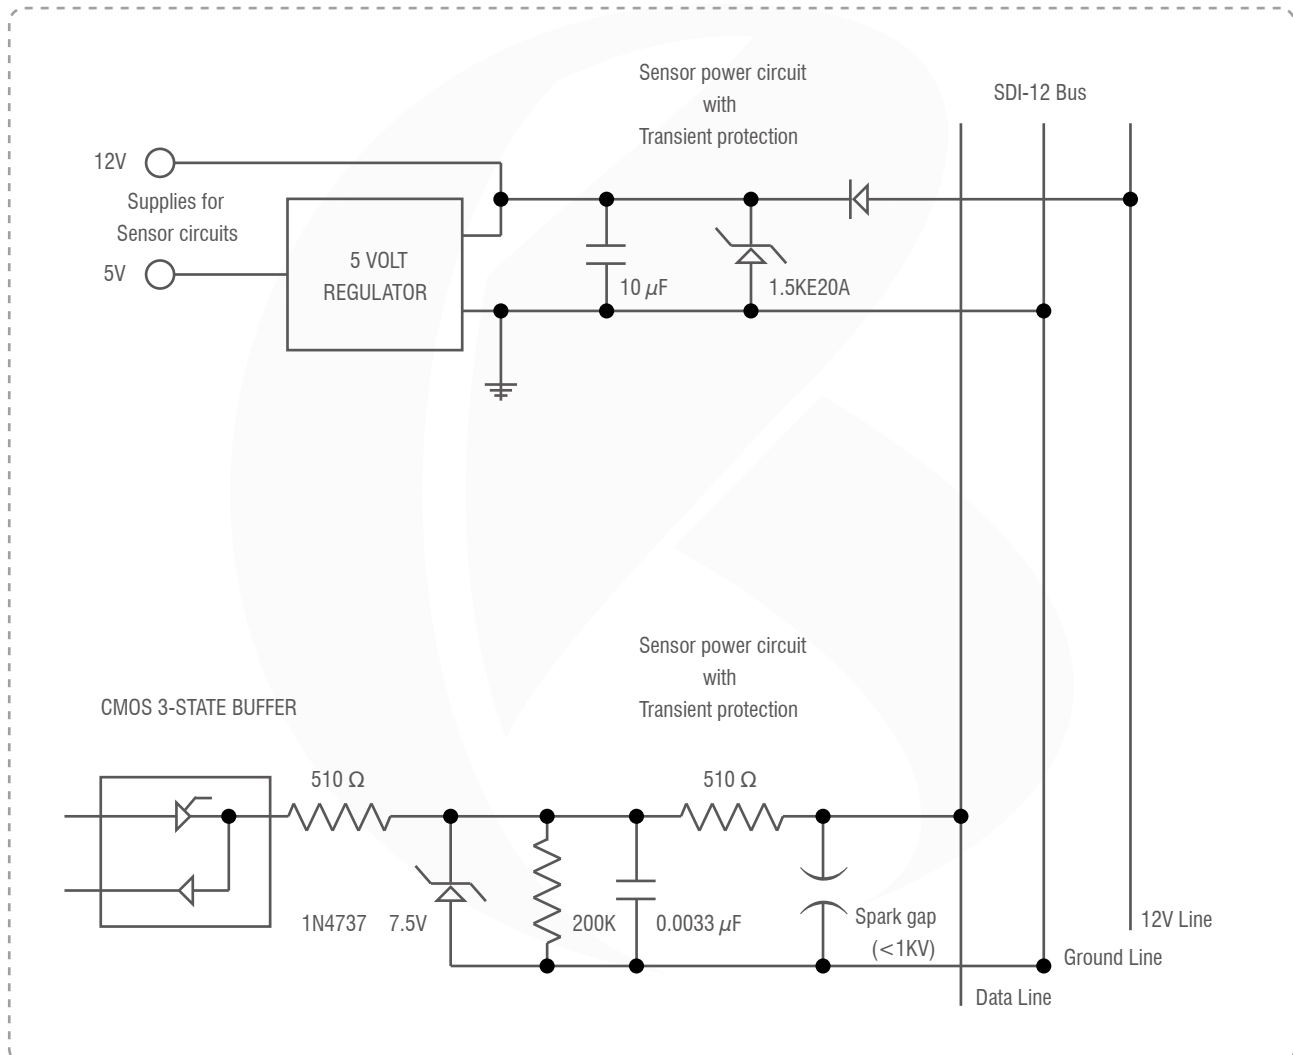 Sensor power circuit
with
Transient protection
SDI-12 Bus
12V
Supplies for
Sensor circuits
5V
5 VOLT
REGULATOR
10 μF
1.5KE20A
Sensor power circuit
with
Transient protection
CMOS 3-STATE BUFFER
510 Ω
510 Ω
1N4737 7.5V
200K
0.0033 μF
Spark gap
(<1KV)
12V Line
Ground Line
Data Line